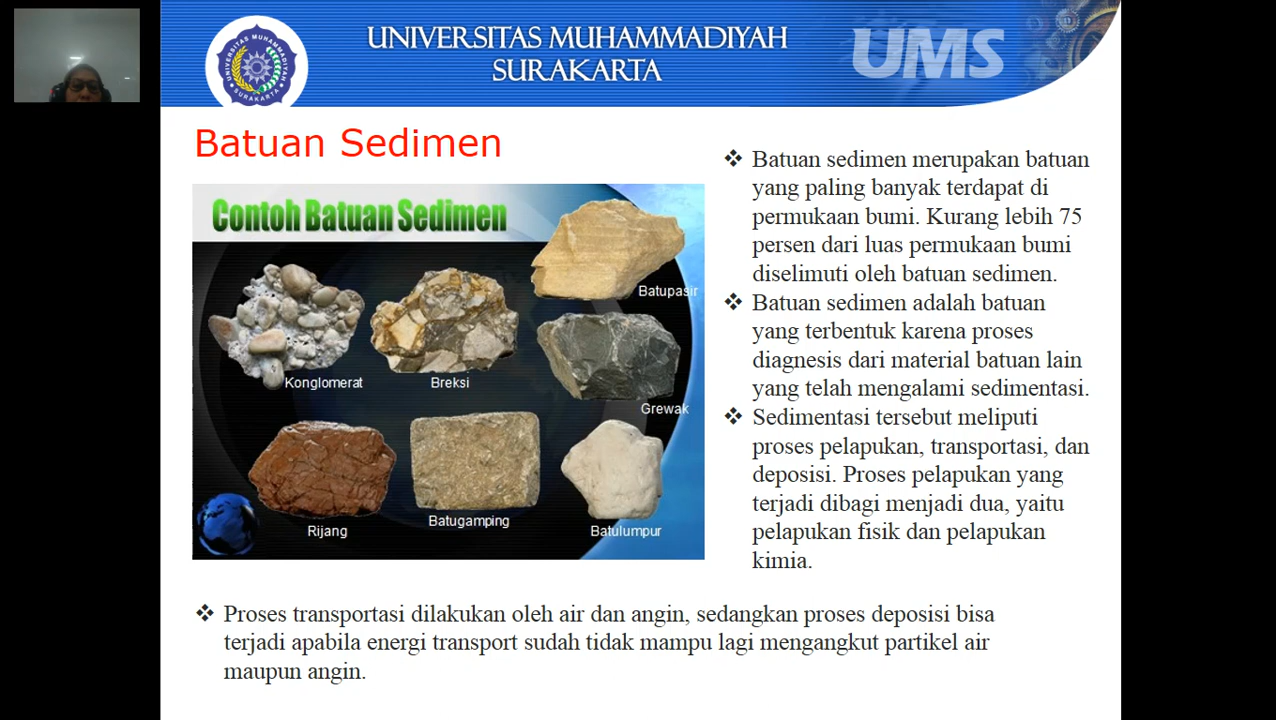 UNIVERSITAS MUHAMMADIYAH
SURAKARTA
UMS
UNIVERSITAS MUHAMMADIYAH
SURAKARTA
Batuan Sedimen
Contoh Batuan Sedimen
Batupasir
Konglomerat
Breksi
Grewak
Rijang
Batugamping
Batulumpur
❖ Batuan sedimen merupakan batuan
yang paling banyak terdapat di
permukaan bumi. Kurang lebih 75
persen dari luas permukaan bumi
diselimuti oleh batuan sedimen.
❖ Batuan sedimen adalah batuan
yang terbentuk karena proses
diagnesis dari material batuan lain
yang telah mengalami sedimentasi.
❖ Sedimentasi tersebut meliputi
proses pelapukan, transportasi, dan
deposisi. Proses pelapukan yang
terjadi dibagi menjadi dua, yaitu
pelapukan fisik dan pelapukan
kimia.
❖ Proses transportasi dilakukan oleh air dan angin, sedangkan proses deposisi bisa
terjadi apabila energi transport sudah tidak mampu lagi mengangkut partikel air
maupun angin.